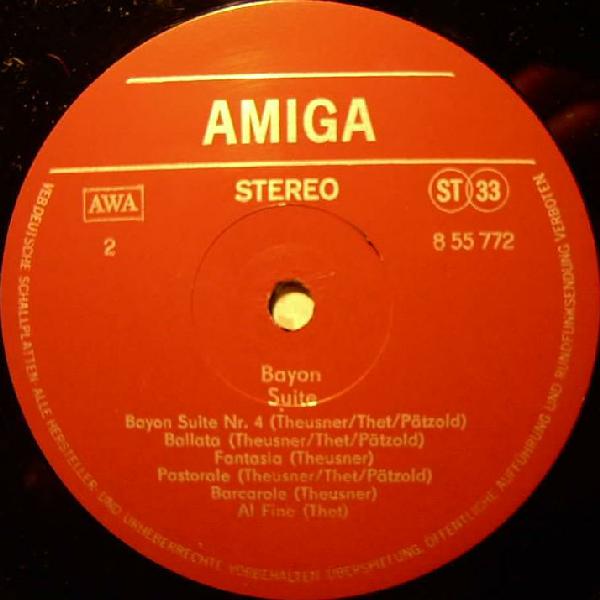 AMIGA
STEREO
AWA
ST 33
2
8 55 772
Bayon
Suite
Bayon Suite Nr. 4 (Theusner/Thet/Pätzold)
Ballata (Theusner/Thet/Pätzold)
Fantasia (Theusner)
Pastorale (Theusner/Thet/Pätzold)
Barcarole (Theusner)
Al Fine (Thet)
VEB DEUTSCHE SCHALLPLATTEN ALLE HERSTELLER- UND URHEBERRECHTE VORBEHALTEN ÜBERSPIELUNG, ÖFFENTLICHE AUFFÜHRUNG UND RUNDFUNKSENDUNG VERBOTEN